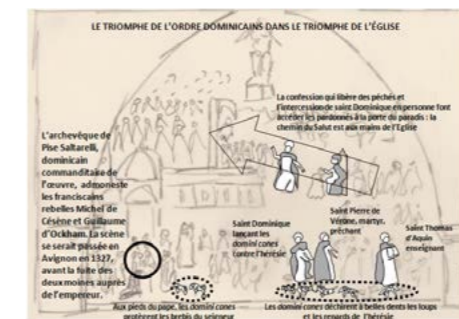 LE TRIOMPHE DE L'ORDRE DOMINICAINS DANS LE TRIOMPHE DE L'ÉGLISE
La confession qui libère des péchés et
l'intercession de saint Dominique en personne font
accéder les pardonnés à la porte du paradis : la
chemin du Salut est aux mains de l'Eglise
L'archevêque de
Pise Saltarelli,
dominicain
commanditaire de
l'œuvre, admoneste
les franciscains
rebelles Michel de
Césène et Guillaume
d'Ockham. La scène
se serait passée en
Avignon en 1327,
avant la fuite des
deux moines auprès
de l'empereur.
Saint Dominique
lançant les
domini canes
contre l'hérésie
Saint Pierre de
Vérone, martyr,
prêchant
Saint Thomas
d'Aquin
enseignant
Aux pieds du pape, les domini canes
protègent les brebis du seigneur
Les domini canes déchirent à belles dents les loups
et les renards de l'hérésie